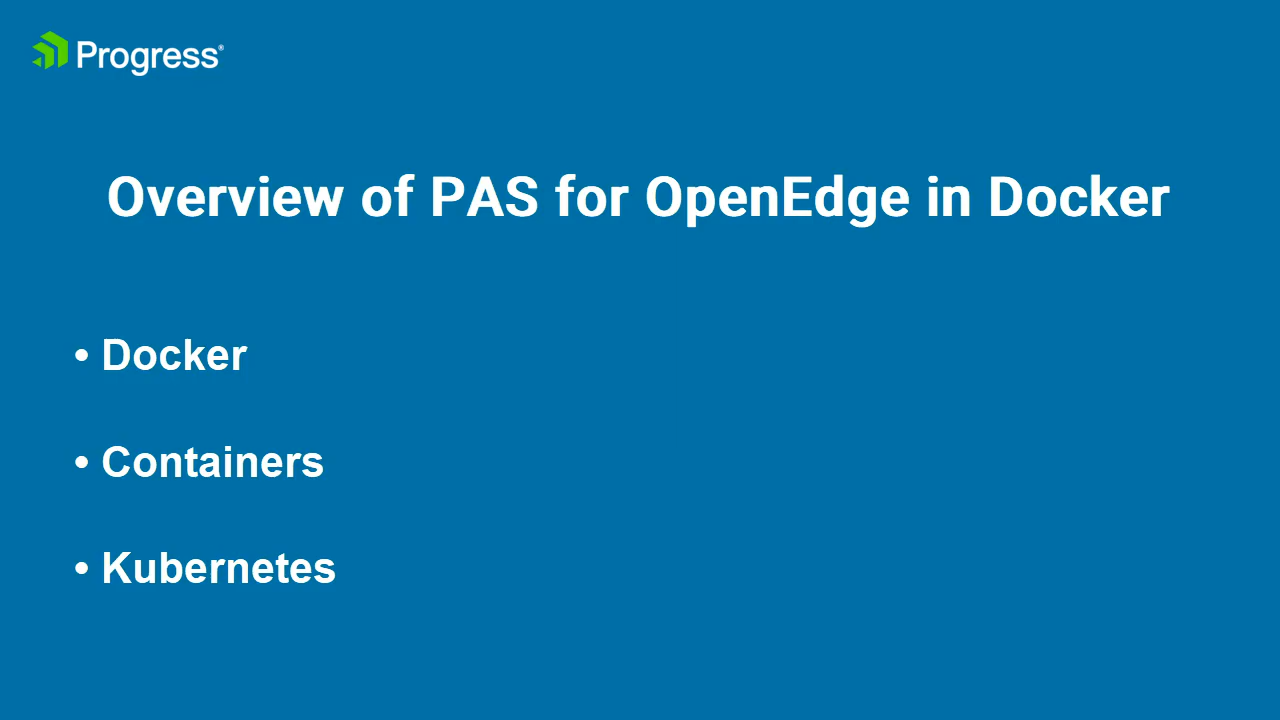 Progress®
Overview of PAS for OpenEdge in Docker
• Docker
• Containers
• Kubernetes